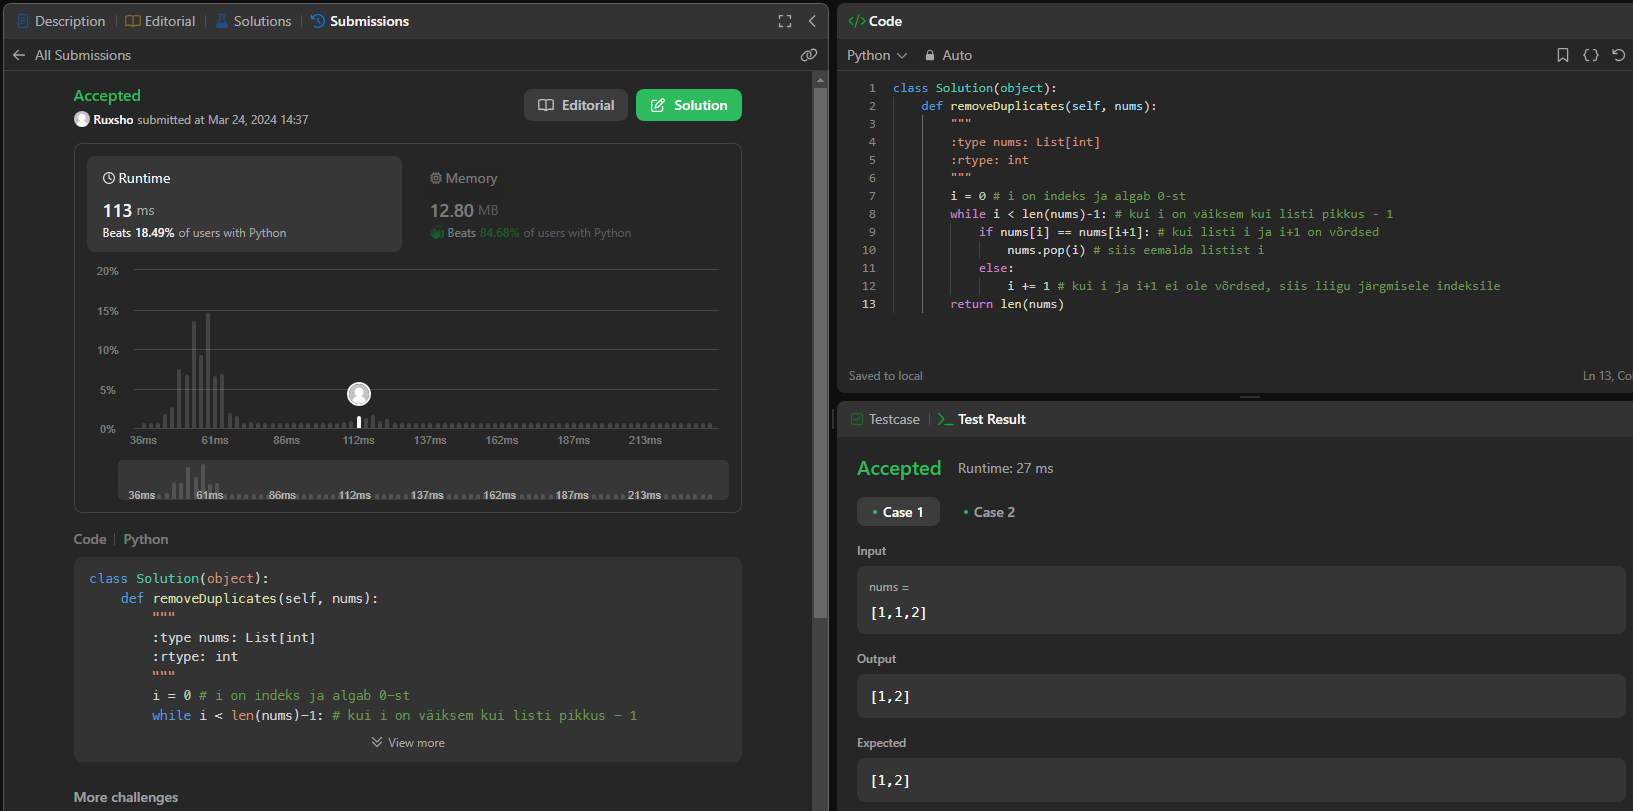 Description
Editorial
Solutions
Submissions
All Submissions
Accepted
Ruxsho submitted at Mar 24, 2024 14:37
Editorial
Solution
Runtime
113 ms
Beats 18.49% of users with Python
Memory
12.80 MB
Beats 84.68% of users with Python
20%
15%
10%
5%
0%
36ms 61ms 86ms 112ms 137ms 162ms 187ms 213ms
36ms 61ms 86ms 112ms 137ms 162ms 187ms 213ms
Code | Python
class Solution(object):
def removeDuplicates(self, nums):
"""
:type nums: List[int]
:rtype: int
"""
i = 0 # i on indeks ja algab 0-st
while i < len(nums)-1: # kui i on väiksem kui listi pikkus - 1
View more
More challenges
</> Code
Python
Auto
1 class Solution(object):
2 def removeDuplicates(self, nums):
3 """
4 :type nums: List[int]
5 :rtype: int
6 """
7 i = 0 # i on indeks ja algab 0-st
8 while i < len(nums)-1: # kui i on väiksem kui listi pikkus - 1
9 if nums[i] == nums[i+1]: # kui listi i ja i+1 on võrdsed
10 nums.pop(i) # siis eemalda listist i
11 else:
12 i += 1 # kui i ja i+1 ei ole võrdsed, siis liigu järgmisele indeksile
13 return len(nums)
Saved to local
Ln 13, Co
Testcase
Test Result
Accepted Runtime: 27 ms
• Case 1
• Case 2
Input
nums =
[1,1,2]
Output
[1,2]
Expected
[1,2]